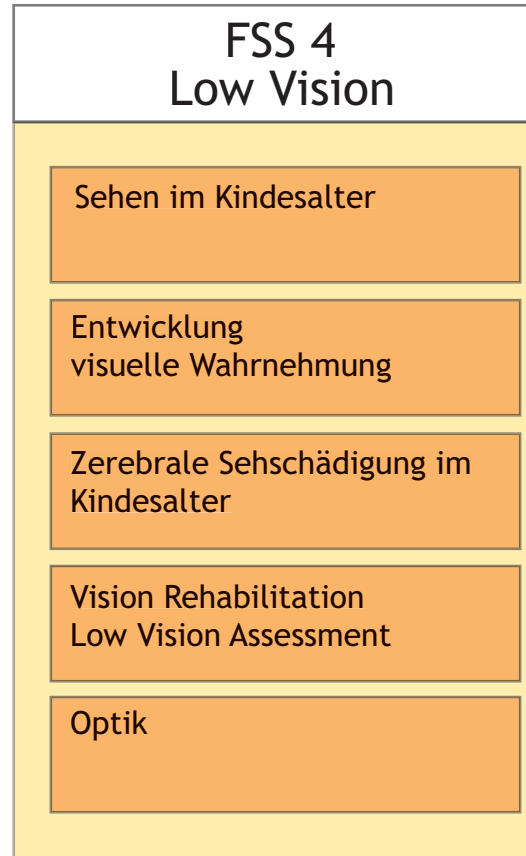 FSS 4
Low Vision
Sehen im Kindesalter
Entwicklung
visuelle Wahrnehmung
Zerebrale Sehschädigung im
Kindesalter
Vision Rehabilitation
Low Vision Assessment
Optik